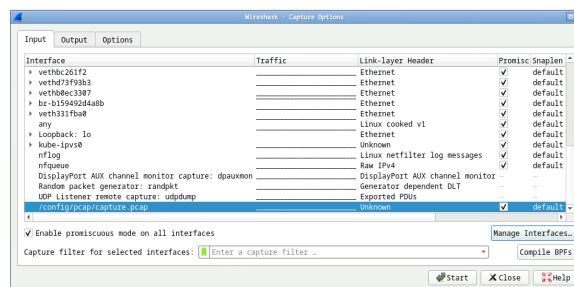 Wireshark · Capture Options
Input Output Options
Interface Traffic Link-layer Header Promisc Snaplen
vethbc261f2 Ethernet default
vethd73f93b3 Ethernet default
vethb0ec3307 Ethernet default
br-b159492d4a8b Ethernet default
veth331fba0 Ethernet default
any Linux cooked v1 default
Loopback: lo Ethernet default
kube-ipvs0 Unknown default
nflog Linux netfilter log messages default
nfqueue Raw IPv4 default
DisplayPort AUX channel monitor capture: dpauxmon DisplayPort AUX channel monitor — —
Random packet generator: randpkt Generator dependent DLT — —
UDP Listener remote capture: udpdump Exported PDUs — —
/config/pcap/capture.pcap Unknown default
Enable promiscuous mode on all interfaces Manage Interfaces…
Capture filter for selected interfaces: Enter a capture filter … Compile BPFs
Start Close Help